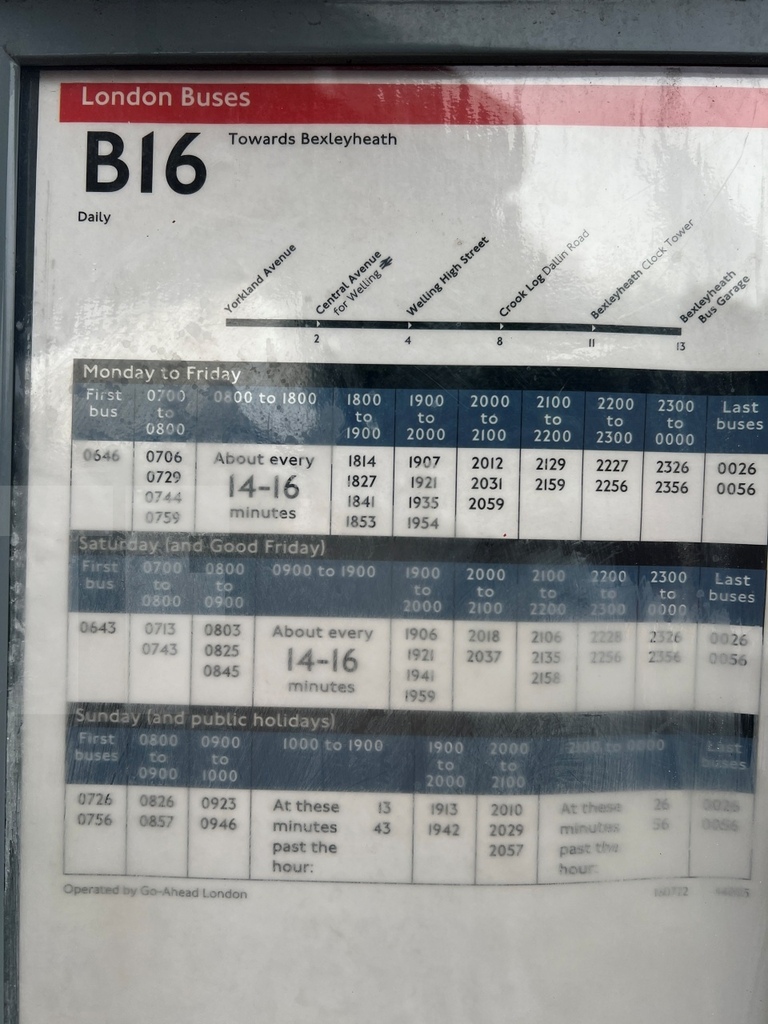 London Buses
B16 Towards Bexleyheath
Daily
Yorkland Avenue
Central Avenue
for Welling
Welling High Street
Crook Log Dallin Road
Bexleyheath Clock Tower
Bexleyheath
Bus Garage
2 4 8 11 13
Monday to Friday
First bus 0700 to 0800 0800 to 1800 1800 to 1900 1900 to 2000 2000 to 2100 2100 to 2200 2200 to 2300 2300 to 0000 Last buses
0646 0706 About every 1814 1907 2012 2129 2227 2326 0026
0729 14-16 1827 1921 2031 2159 2256 2356 0056
0744 minutes 1841 1935 2059
0759 1853 1954
Saturday (and Good Friday)
First bus 0700 to 0800 0800 to 0900 0900 to 1900 1900 to 2000 2000 to 2100 2100 to 2200 2200 to 2300 2300 to 0000 Last buses
0643 0713 0803 About every 1906 2018 2106 2228 2326 0026
0743 0825 14-16 1921 2037 2135 2256 2356 0056
0845 minutes 1941 2158
1959
Sunday (and public holidays)
First buses 0800 to 0900 0900 to 1000 1000 to 1900 1900 to 2000 2000 to 2100 2100 to 0000 Last buses
0726 0826 0923 At these 13 1913 2010 At these 26 0026
0756 0857 0946 minutes 43 1942 2029 minutes 56 0056
past the 2057 past the
hour: hour:
Operated by Go-Ahead London